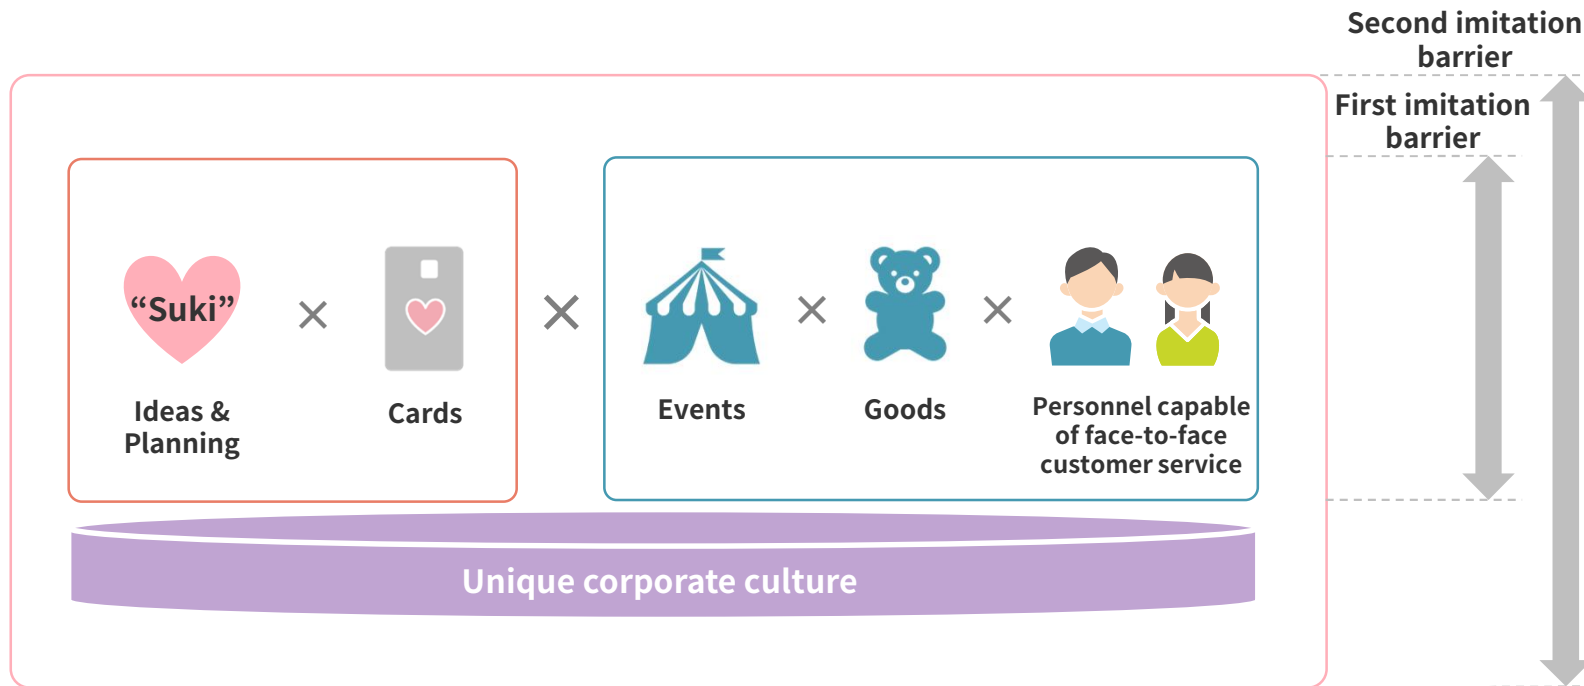 Second imitation
barrier
First imitation
barrier
“Suki”
Ideas &
Planning
Cards
Events
Goods
Personnel capable
of face-to-face
customer service
Unique corporate culture